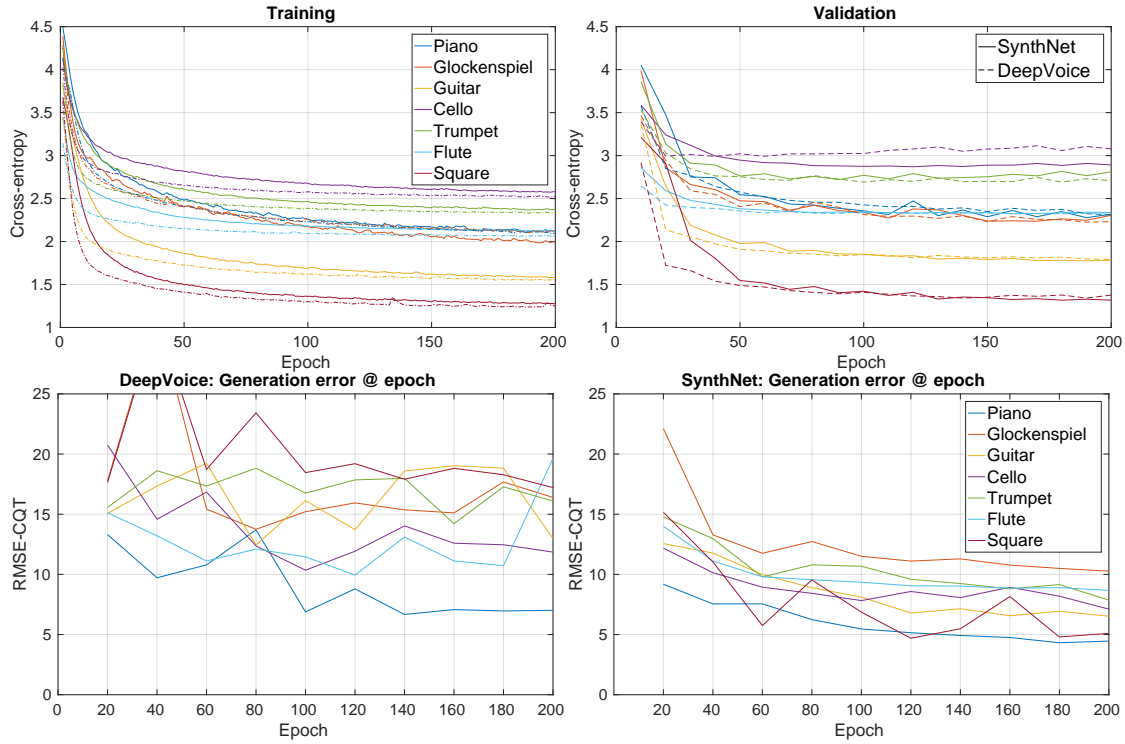 Training
4.5
4
3.5
3
2.5
2
1.5
1
Cross-entropy
0 50 100 150 200
Epoch
Piano
Glockenspiel
Guitar
Cello
Trumpet
Flute
Square
Validation
4.5
4
3.5
3
2.5
2
1.5
1
Cross-entropy
0 50 100 150 200
Epoch
SynthNet
DeepVoice
DeepVoice: Generation error @ epoch
25
20
15
10
5
0
RMSE-CQT
0 20 40 60 80 100 120 140 160 180 200
Epoch
SynthNet: Generation error @ epoch
25
20
15
10
5
0
RMSE-CQT
20 40 60 80 100 120 140 160 180 200
Epoch
Piano
Glockenspiel
Guitar
Cello
Trumpet
Flute
Square